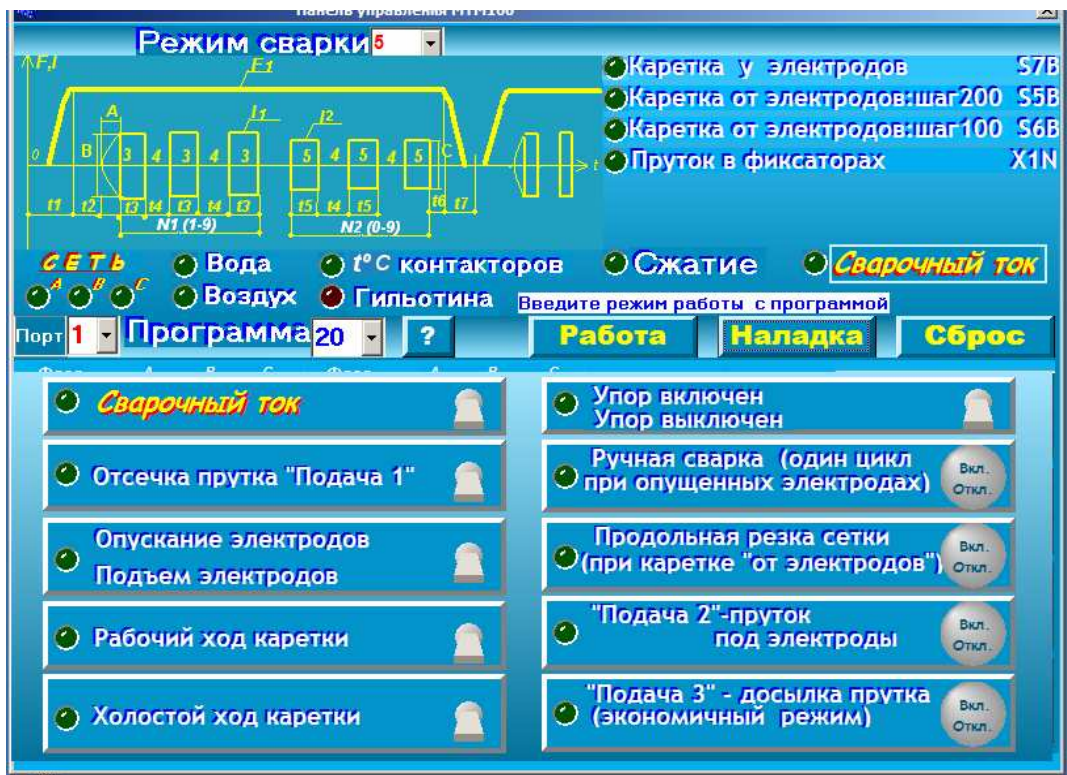 Панель управления МТМ160
Режим сварки 5
F,I
F1
A
I1
I2
0
B
3 4 3 4 3
5 4 5 4 5
C
t
t1 t2 t3 t4 t3 t4 t3
t5 t4 t5
t6 t7
N1 (1-9)
N2 (0-9)
Каретка у электродов S7B
Каретка от электродов:шаг200 S5B
Каретка от электродов:шаг100 S6B
Пруток в фиксаторах X1N
СЕТЬ
A B C
Вода
t° C контакторов
Сжатие
Сварочный ток
Воздух
Гильотина
Введите режим работы с программой
Порт 1
Программа 20
?
Работа
Наладка
Сброс
Сварочный ток
Отсечка прутка "Подача 1"
Опускание электродов
Подъем электродов
Рабочий ход каретки
Холостой ход каретки
Упор включен
Упор выключен
Ручная сварка (один цикл
при опущенных электродах)
Вкл.
Откл.
Продольная резка сетки
(при каретке "от электродов")
Вкл.
Откл.
"Подача 2"-пруток
под электроды
Вкл.
Откл.
"Подача 3" - досылка прутка
(экономичный режим)
Вкл.
Откл.